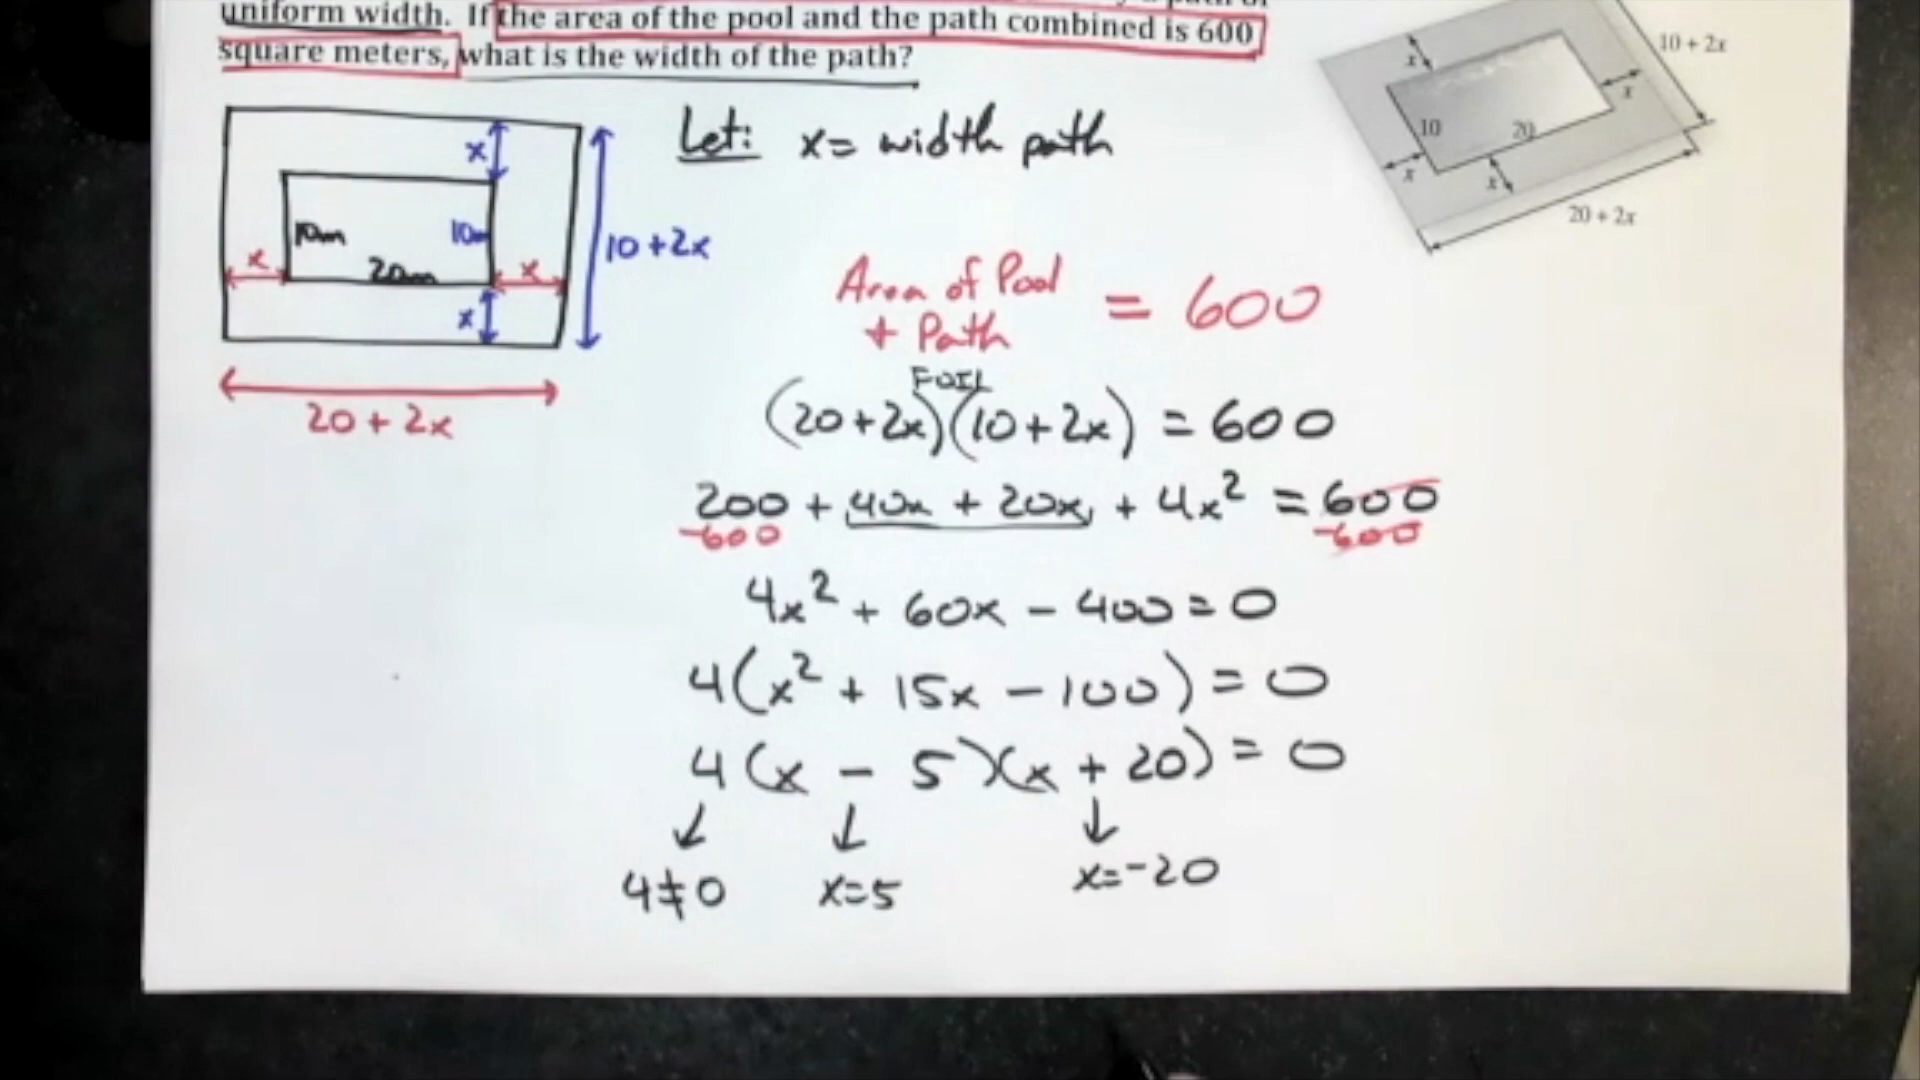 uniform width. If the area of the pool and the path combined is 600
square meters, what is the width of the path?
Let: x = width path
x
10m
10m
20m
x
x
x
10+2x
20 + 2x
10 + 2x
x
x
10
20
x
x
20 + 2x
Area of Pool
+ Path
= 600
FOIL
(20+2x)(10+2x) = 600
200 + 40x + 20x + 4x² = 600
-600
-600
4x² + 60x - 400 = 0
4(x² + 15x - 100) = 0
4(x - 5)(x + 20) = 0
4≠0
x=5
x=-20